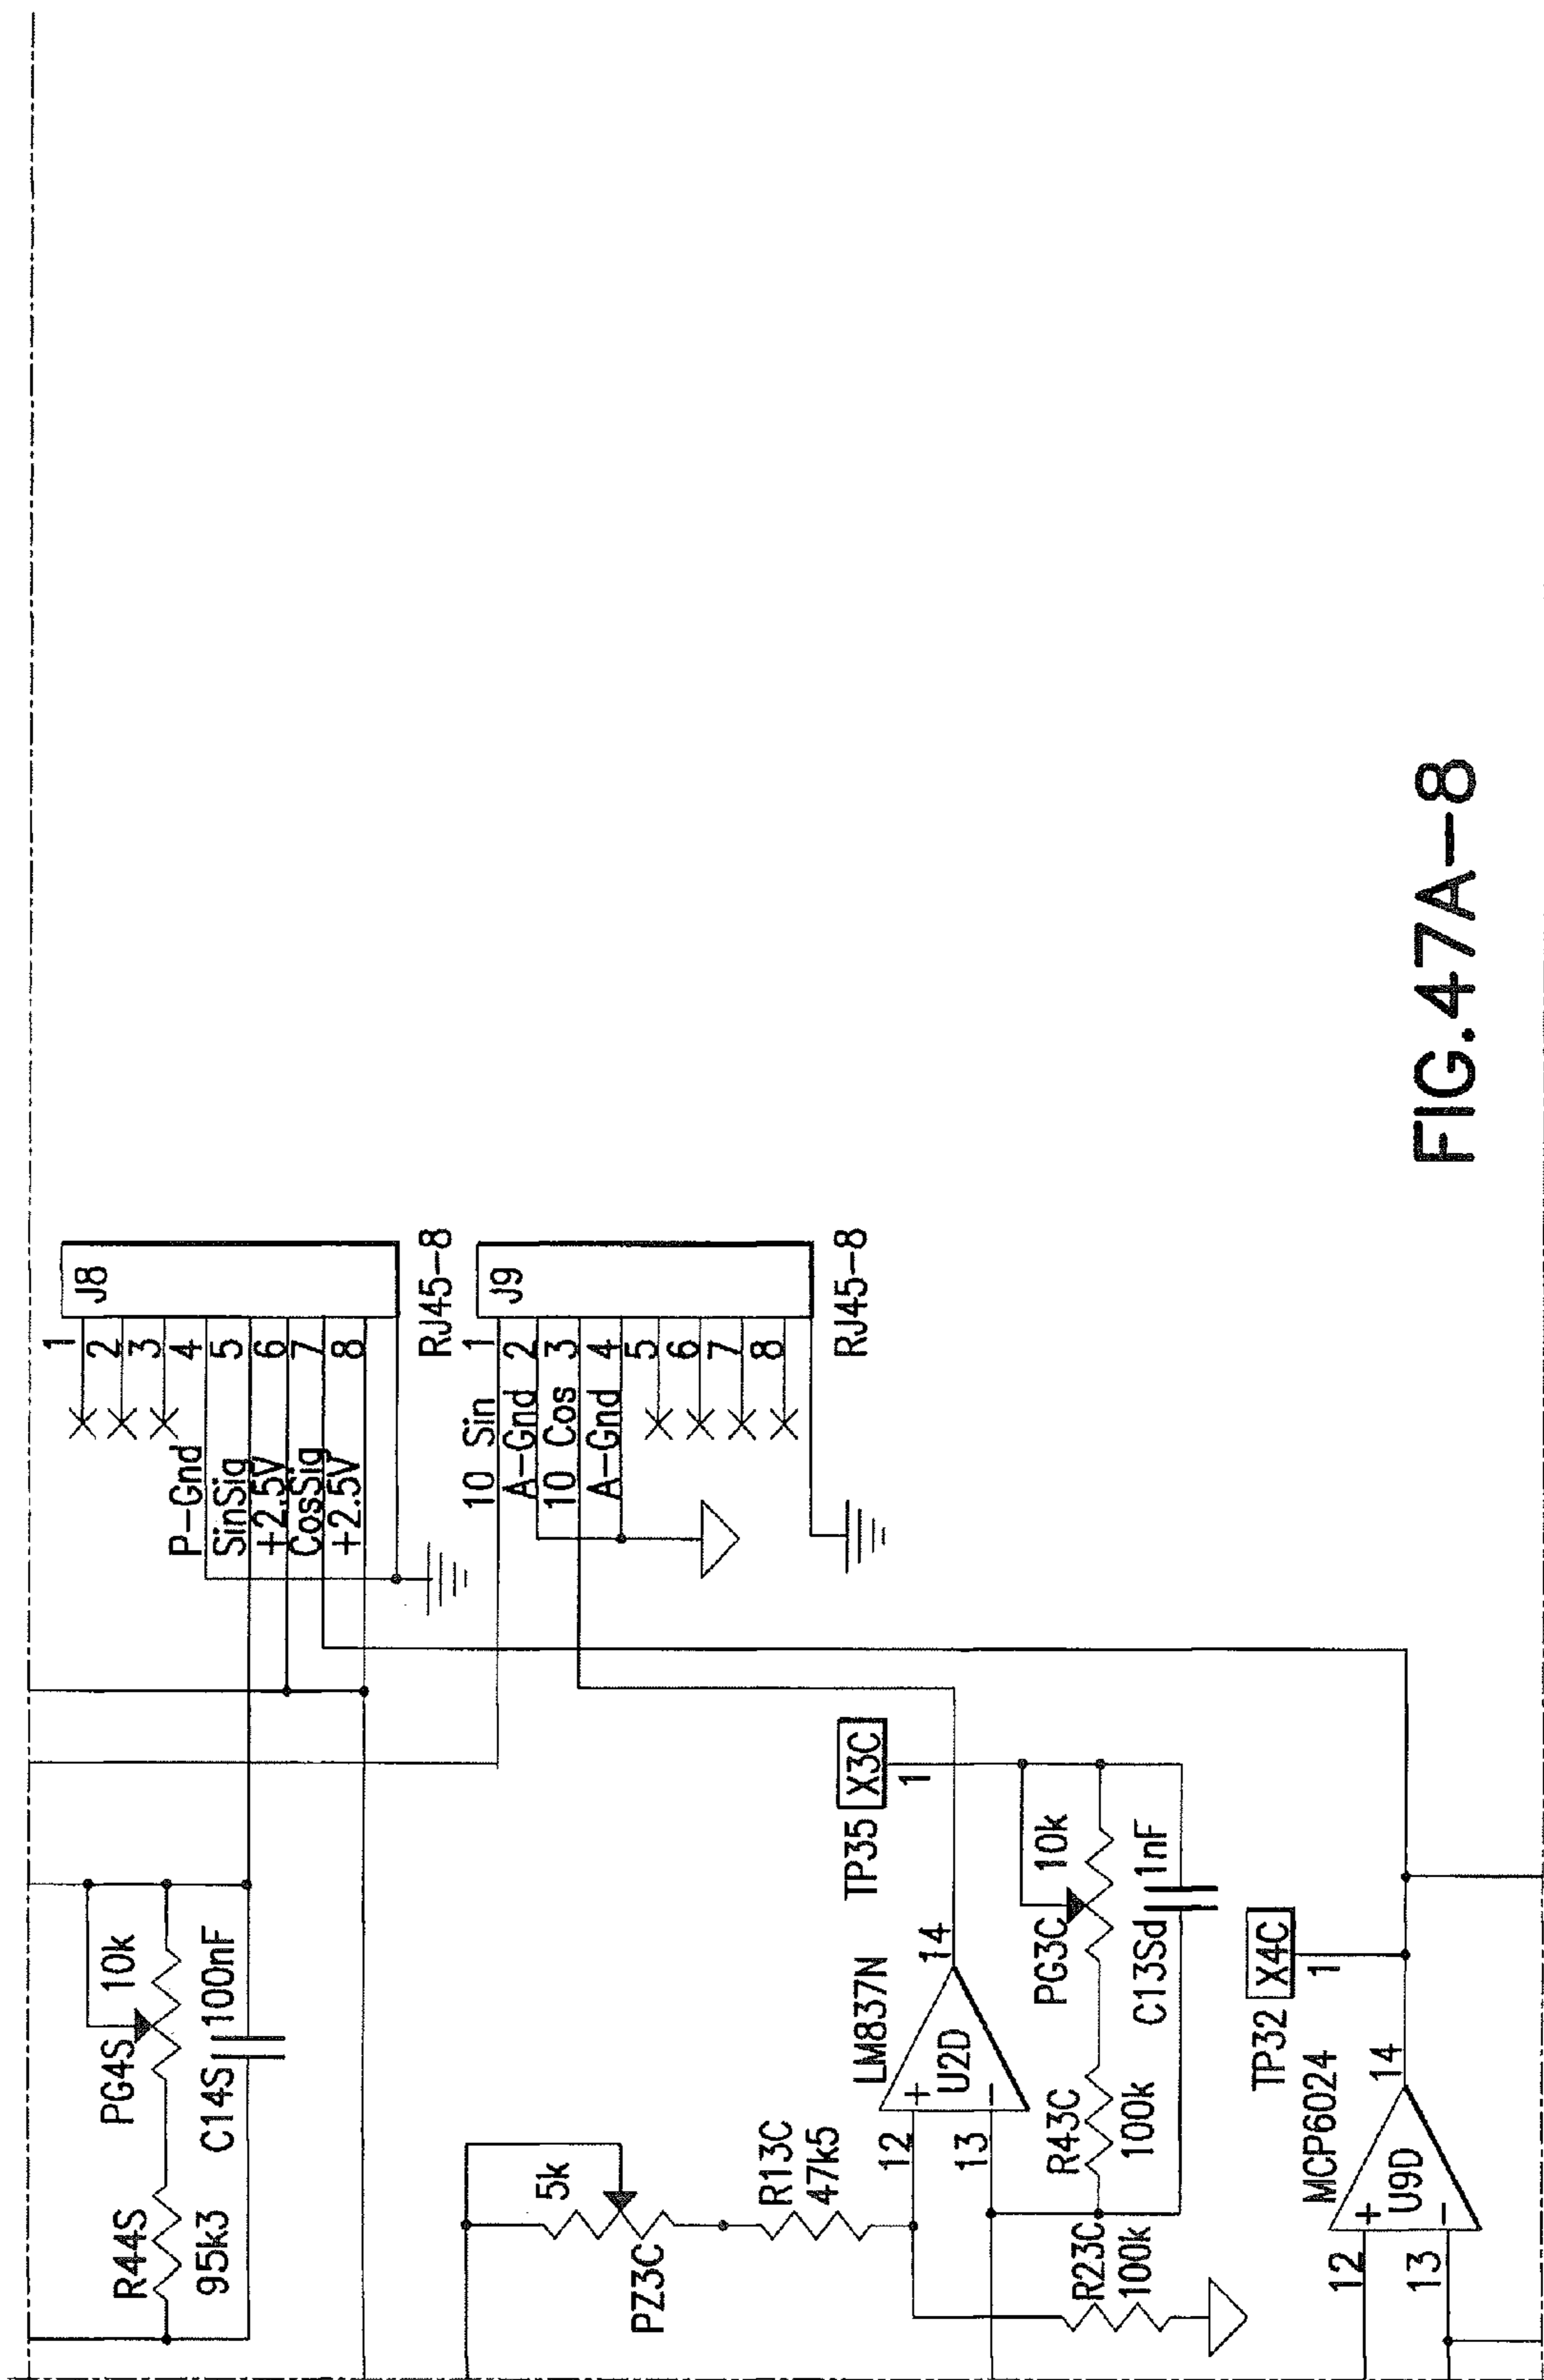 J8
1
2
3
4
5
6
7
8
P-Gnd
SinSig
+2.5V
CosSig
+2.5V
RJ45-8
J9
1
2
3
4
5
6
7
8
10 Sin
A-Gnd
10 Cos
A-Gnd
RJ45-8
R44S
95k3
PG4S 10k
C14S 100nF
5k
PZ3C
R13C
47k5
R23C
100k
12
13
+
-
U2D
LM837N
14
TP35 X3C
1
R43C
100k
PG3C 10k
C13Sd 1nF
12
13
+
-
U9D
MCP6024
14
TP32 X4C
1
FIG.47A-8